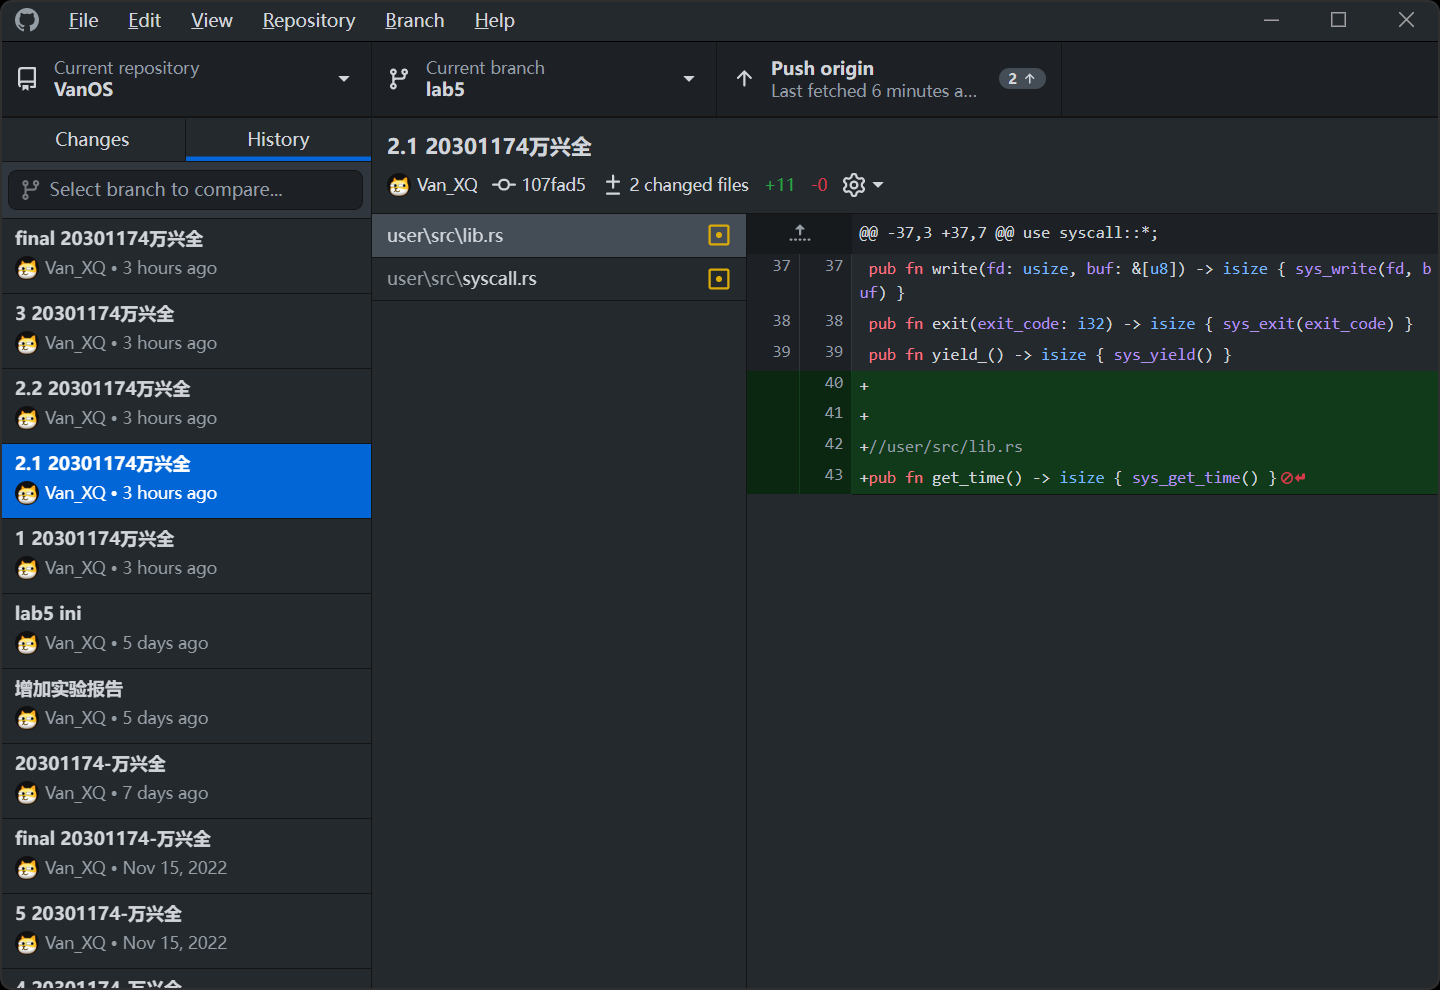 File Edit View Repository Branch Help
Current repository
VanOS
Current branch
lab5
Push origin
Last fetched 6 minutes a...
2
Changes
History
Select branch to compare...
final 20301174万兴全
Van_XQ • 3 hours ago
3 20301174万兴全
Van_XQ • 3 hours ago
2.2 20301174万兴全
Van_XQ • 3 hours ago
2.1 20301174万兴全
Van_XQ • 3 hours ago
1 20301174万兴全
Van_XQ • 3 hours ago
lab5 ini
Van_XQ • 5 days ago
增加实验报告
Van_XQ • 5 days ago
20301174-万兴全
Van_XQ • 7 days ago
final 20301174-万兴全
Van_XQ • Nov 15, 2022
5 20301174-万兴全
Van_XQ • Nov 15, 2022
4 20301174-万兴全
2.1 20301174万兴全
Van_XQ 107fad5 2 changed files +11 -0
user\src\lib.rs
user\src\syscall.rs
@@ -37,3 +37,7 @@ use syscall::*;
37 37 pub fn write(fd: usize, buf: &[u8]) -> isize { sys_write(fd, b
uf) }
38 38 pub fn exit(exit_code: i32) -> isize { sys_exit(exit_code) }
39 39 pub fn yield_() -> isize { sys_yield() }
40 +
41 +
42 +//user/src/lib.rs
43 +pub fn get_time() -> isize { sys_get_time() }